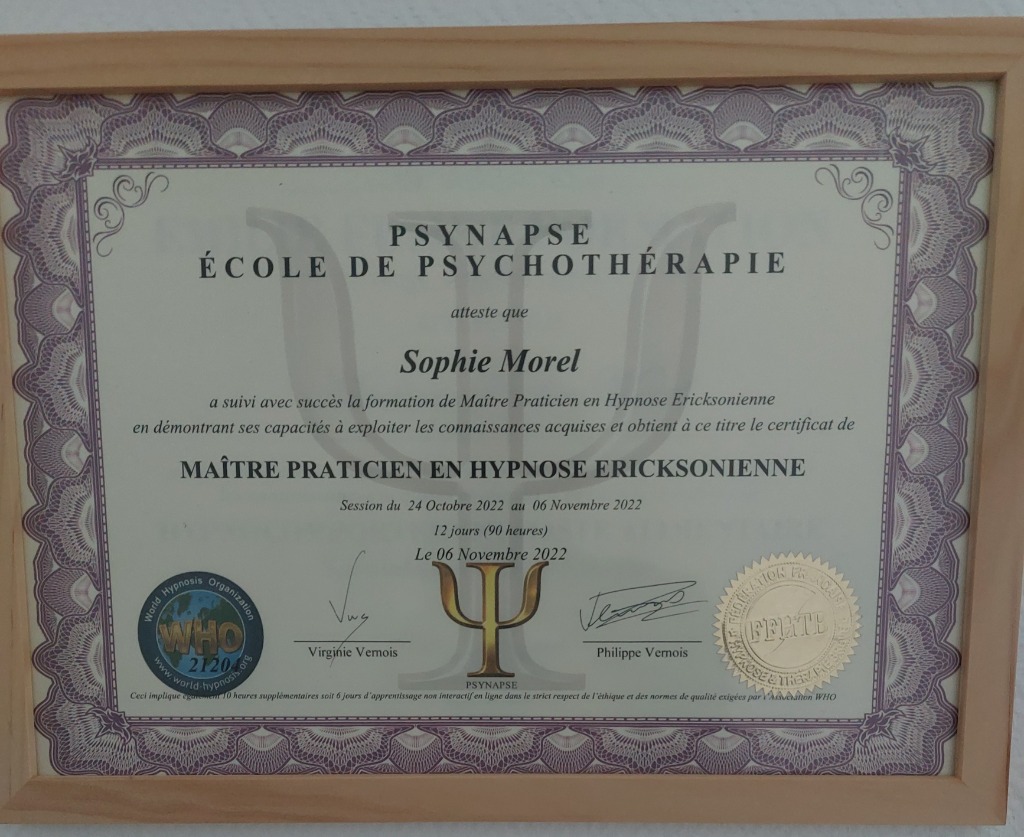 PSYNAPSE
ÉCOLE DE PSYCHOTHÉRAPIE
atteste que
Sophie Morel
a suivi avec succès la formation de Maître Praticien en Hypnose Ericksonienne
en démontrant ses capacités à exploiter les connaissances acquises et obtient à ce titre le certificat de
MAÎTRE PRATICIEN EN HYPNOSE ERICKSONIENNE
Session du 24 Octobre 2022 au 06 Novembre 2022
12 jours (90 heures)
Le 06 Novembre 2022
World Hypnosis Organization
WHO
21204
www.world-hypnosis.org
Virginie Vernois
PSYNAPSE
Philippe Vernois
Ceci implique également 10 heures supplémentaires soit 6 jours d'apprentissage non interactif en ligne dans le strict respect de l'éthique et des normes de qualité exigées par l'Association WHO